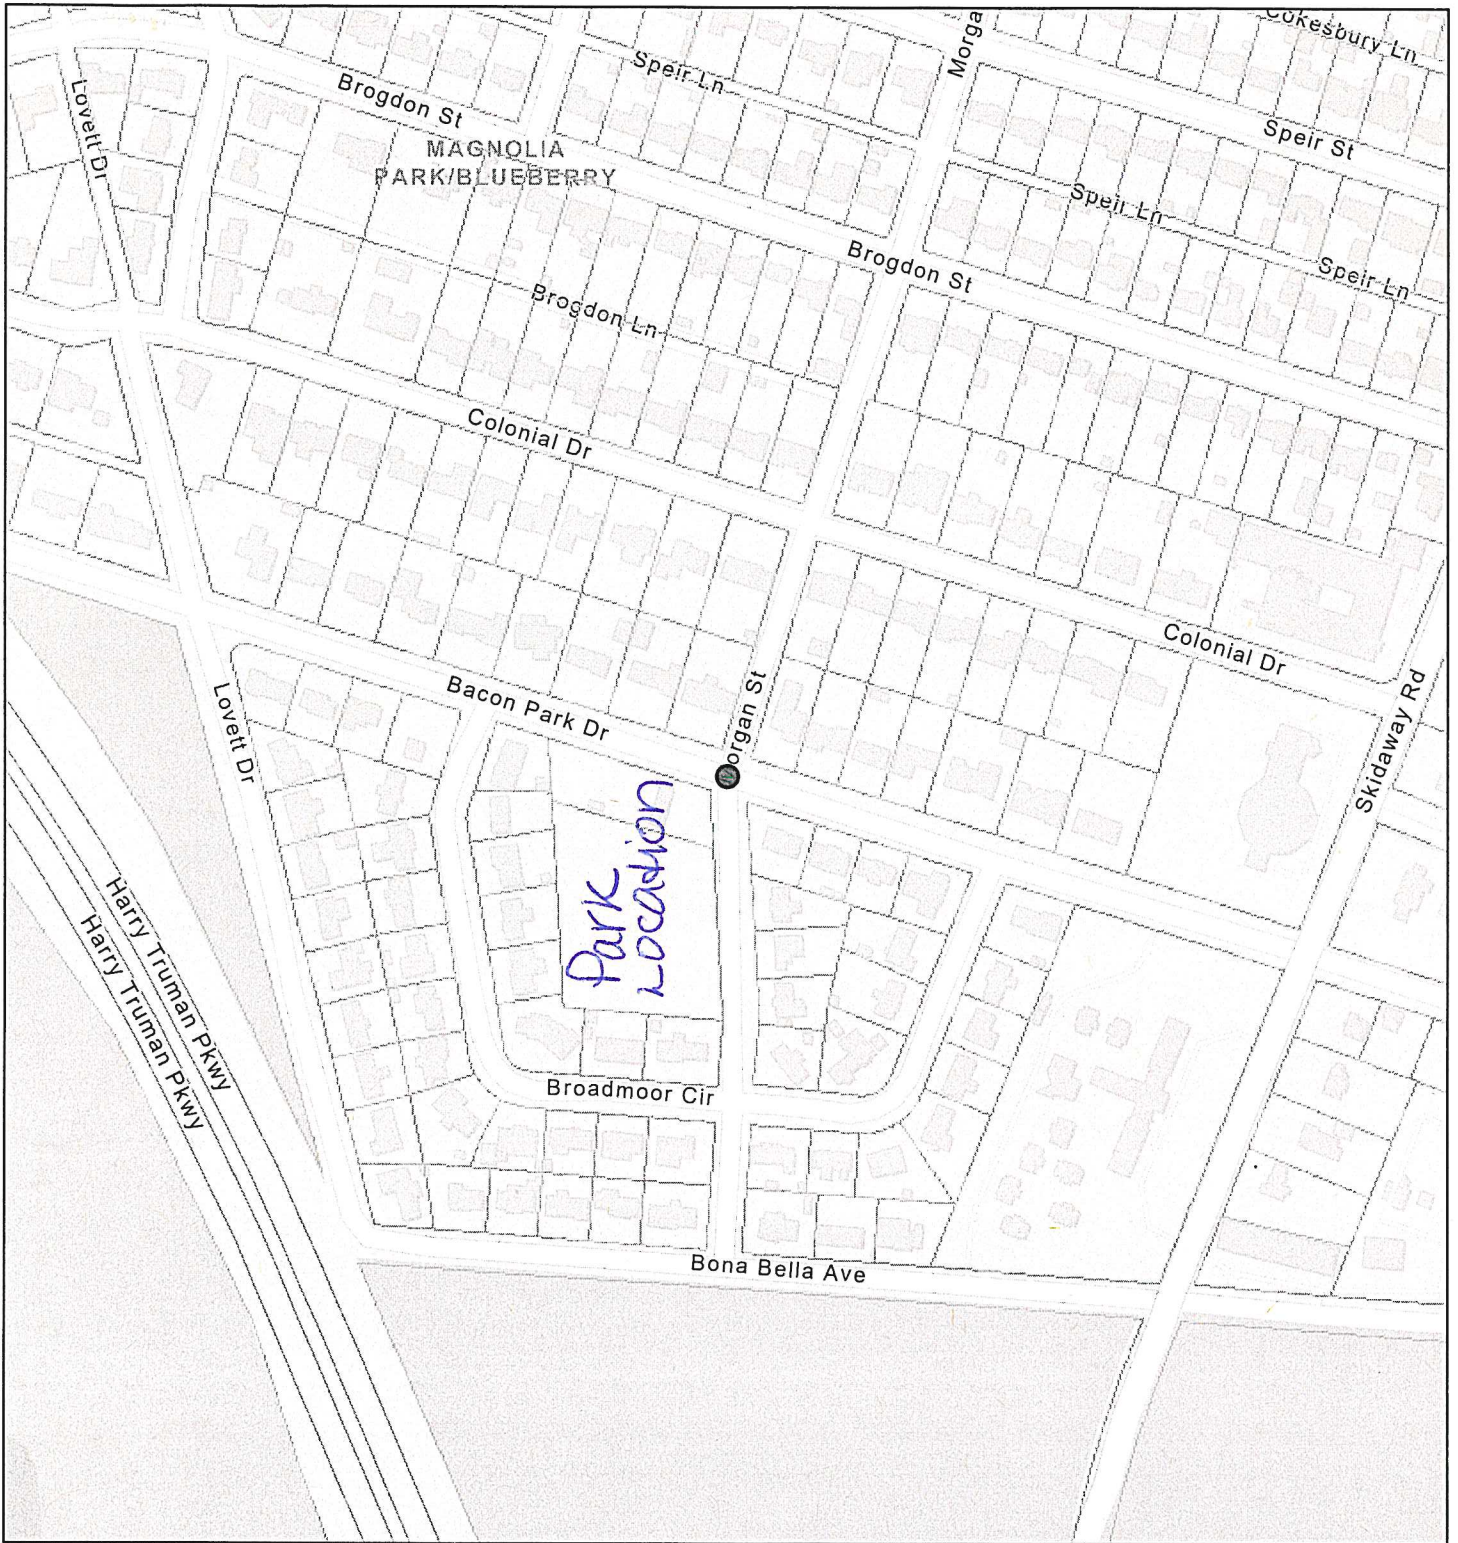 Cokesbury Ln
Morga
Speir Ln
Lovett Dr
Brogdon St
Speir St
MAGNOLIA
PARK/BLUEBERRY
Speir Ln
Brogdon St
Speir Ln
Brogdon Ln
Colonial Dr
Colonial Dr
Bacon Park Dr
Morgan St
Skidaway Rd
Lovett Dr
Park
Location
Harry Truman Pkwy
Harry Truman Pkwy
Broadmoor Cir
Bona Bella Ave